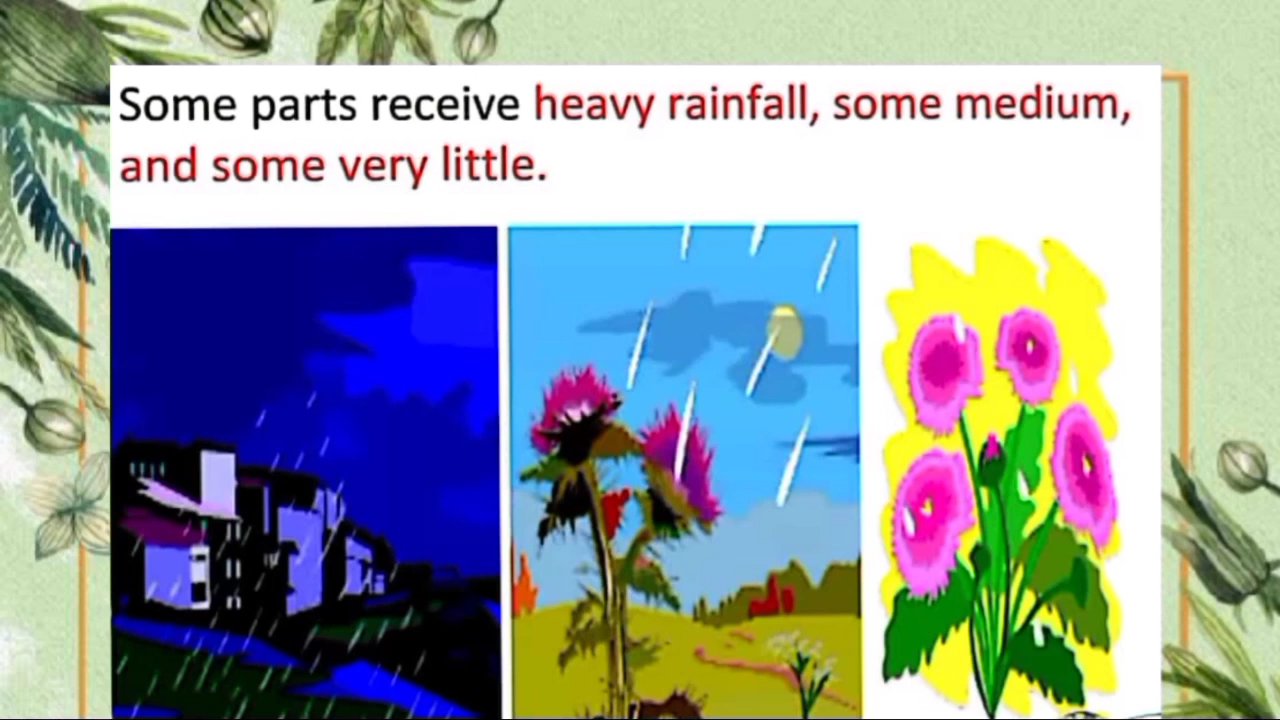 Some parts receive heavy rainfall, some medium,
and some very little.